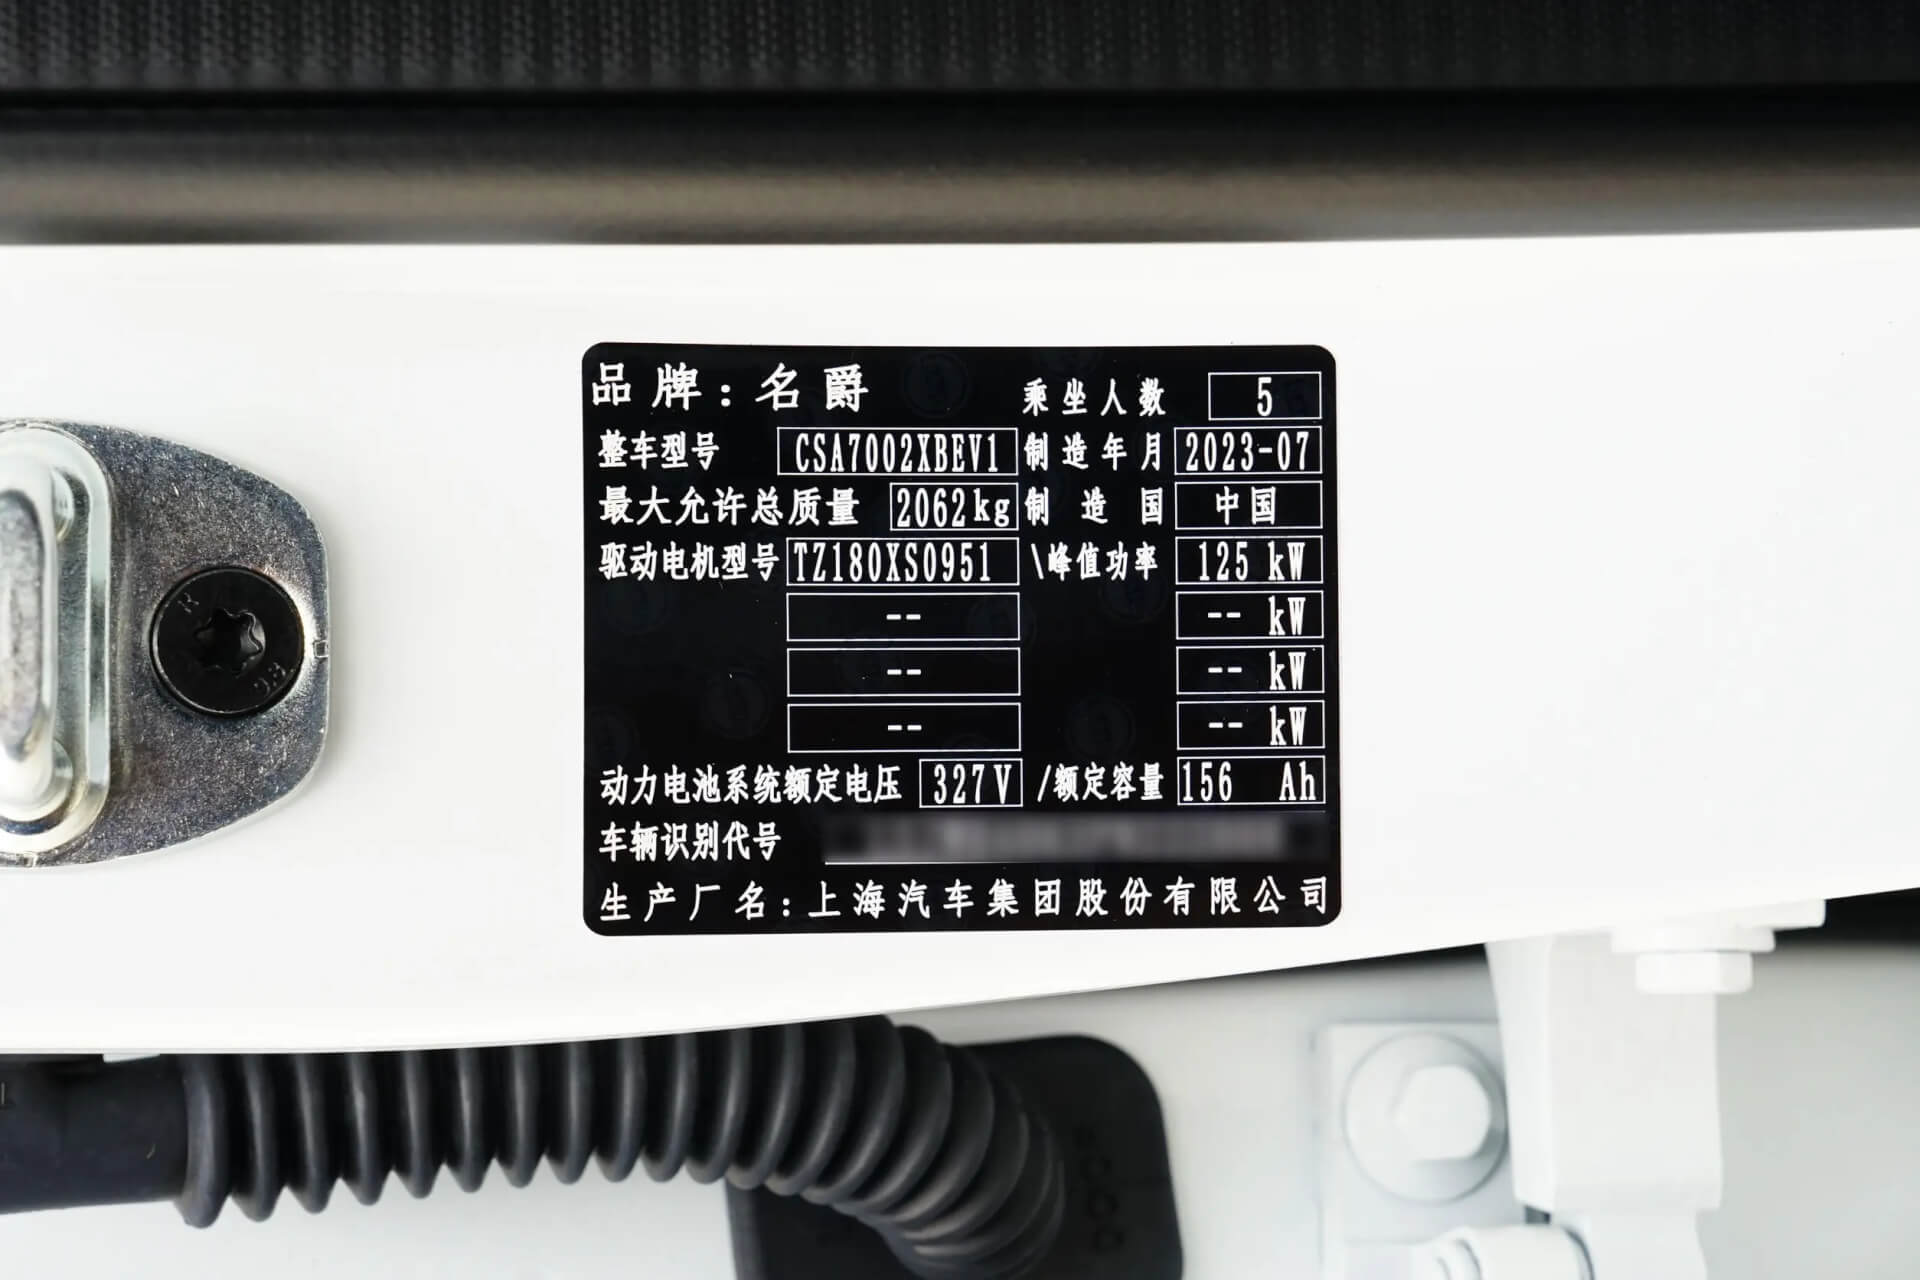 品牌：名爵 乘坐人数 5
整车型号 CSA7002XBEV1 制造年月 2023-07
最大允许总质量 2062kg 制造国 中国
驱动电机型号 TZ180XS0951 \峰值功率 125 kW
-- -- kW
-- -- kW
-- -- kW
动力电池系统额定电压 327V /额定容量 156 Ah
车辆识别代号
生产厂名：上海汽车集团股份有限公司